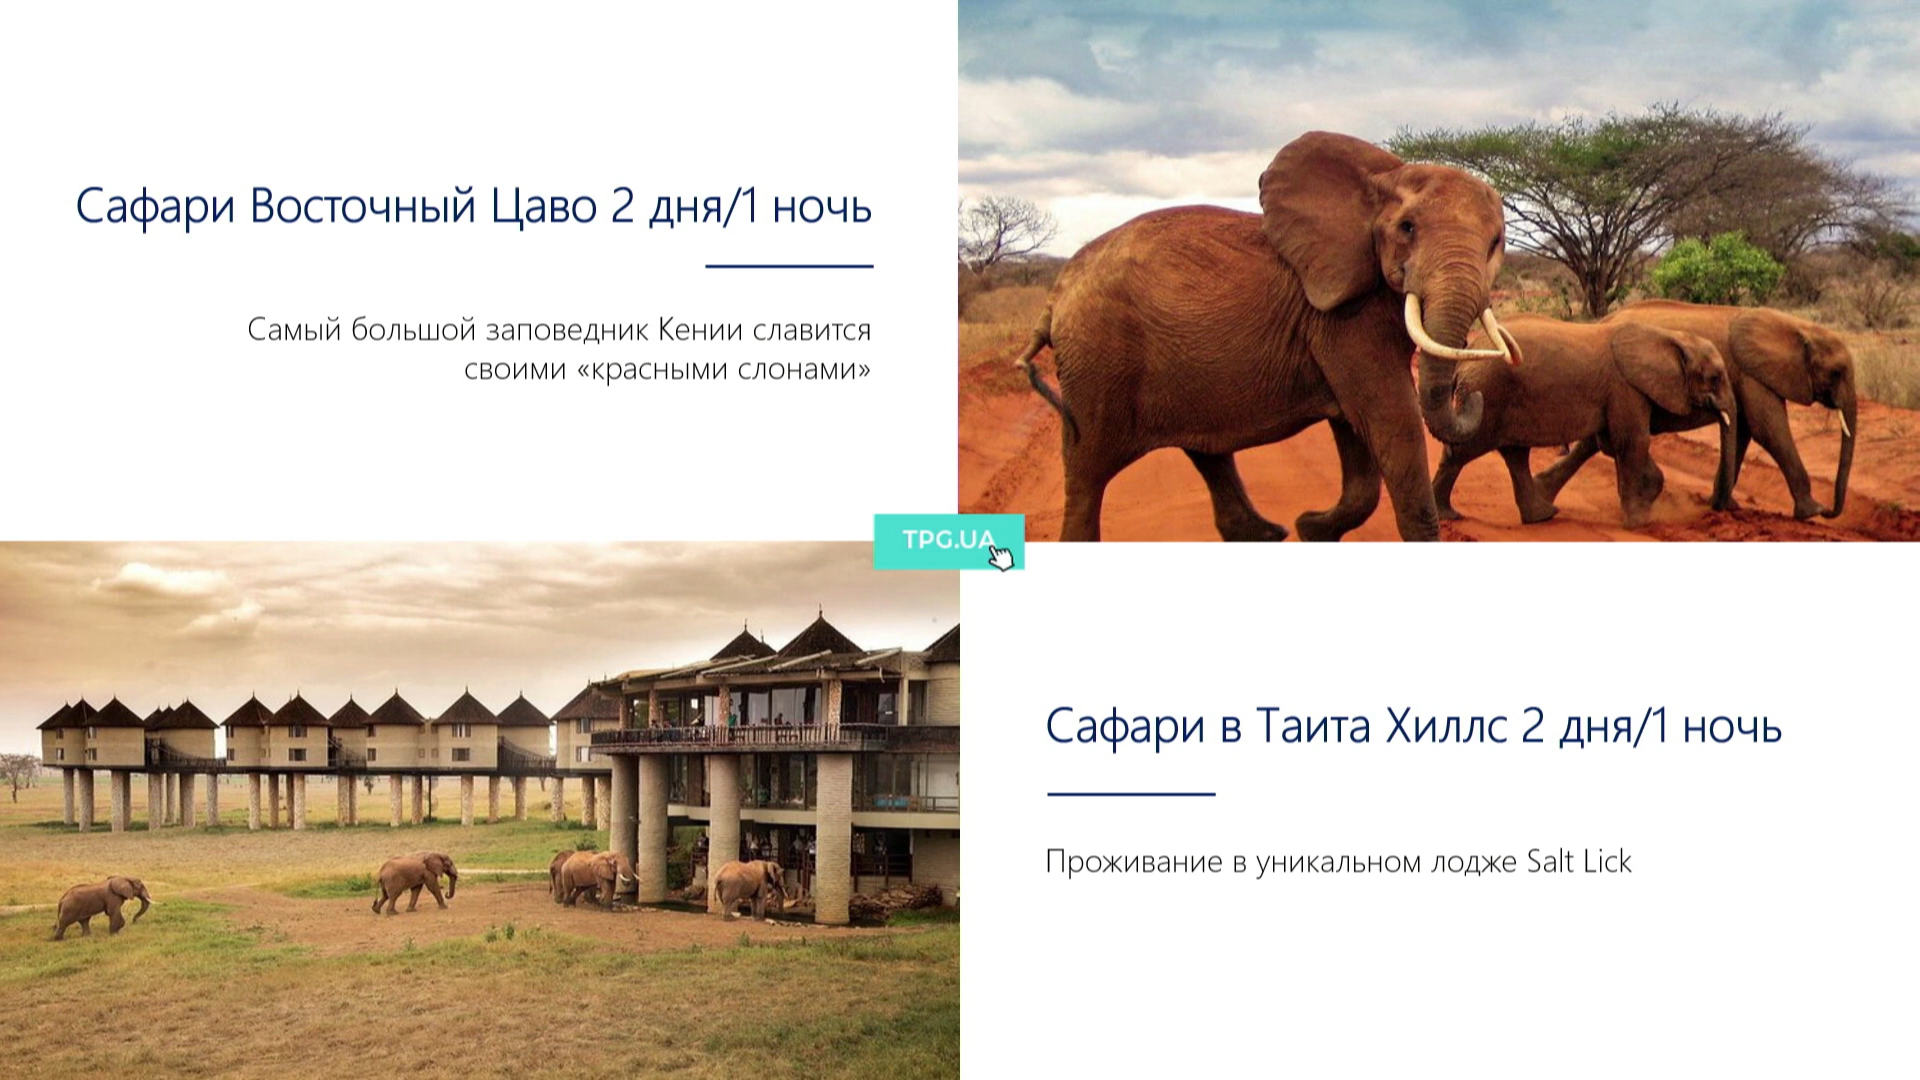 Сафари Восточный Цаво 2 дня/1 ночь
Самый большой заповедник Кении славится
своими «красными слонами»
TPG.UA
Сафари в Таита Хиллс 2 дня/1 ночь
Проживание в уникальном лодже Salt Lick